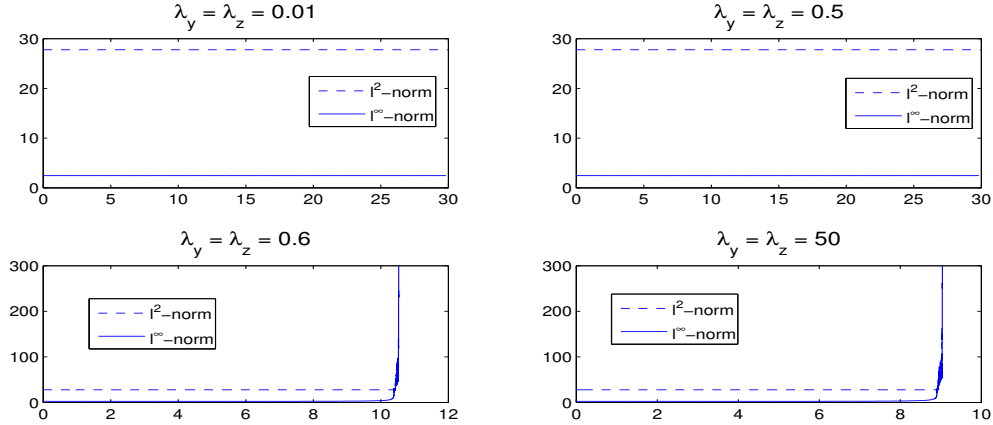 λy = λz = 0.01
30
20
10
0
l²−norm
l∞−norm
0 5 10 15 20 25 30
λy = λz = 0.5
30
20
10
0
l²−norm
l∞−norm
0 5 10 15 20 25 30
λy = λz = 0.6
300
200
100
0
l²−norm
l∞−norm
0 2 4 6 8 10 12
λy = λz = 50
300
200
100
0
l²−norm
l∞−norm
0 2 4 6 8 10